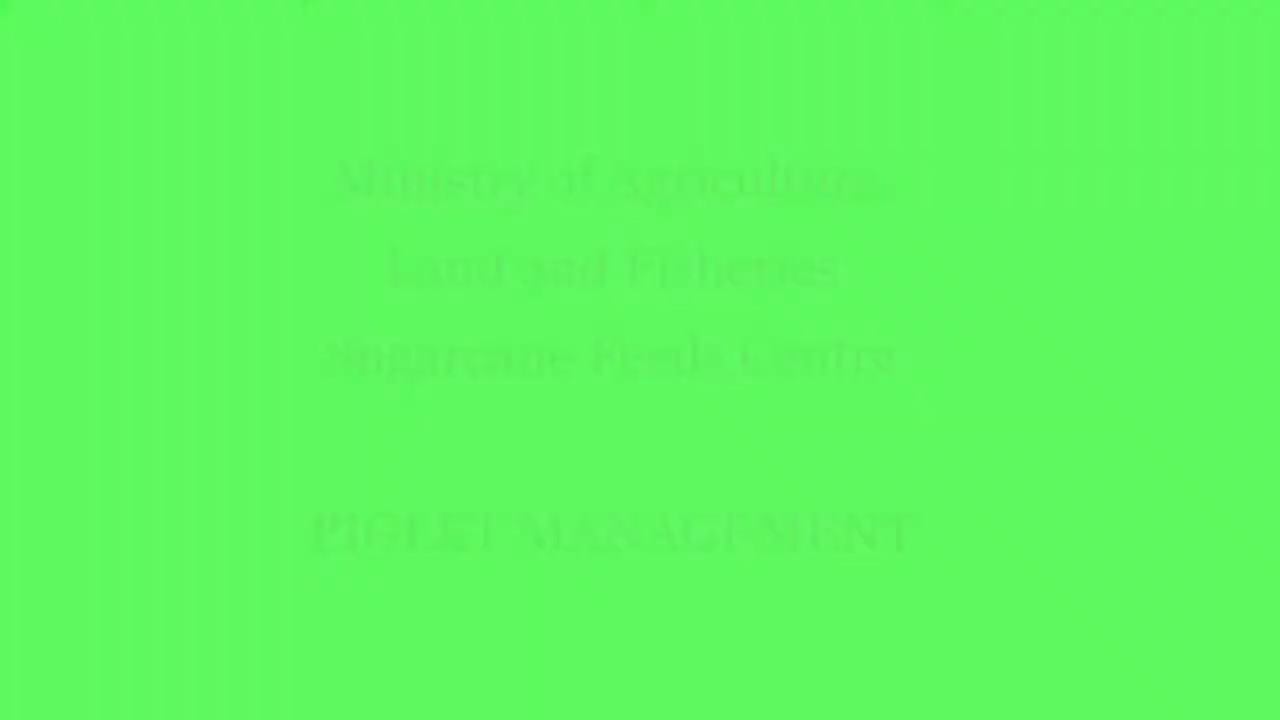 Ministry of Agriculture,
Land and Fisheries
Sugarcane Feeds Centre
PIGLET MANAGEMENT